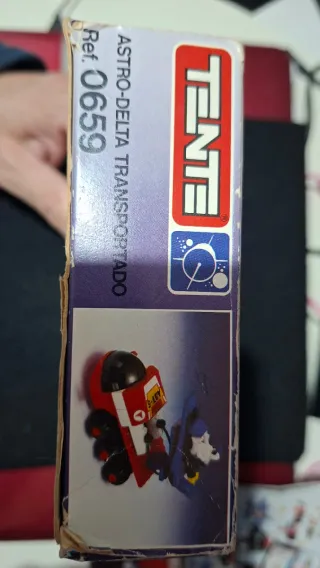 TENTE
ASTRO-DELTA TRANSPORTADO
Ref. 0659